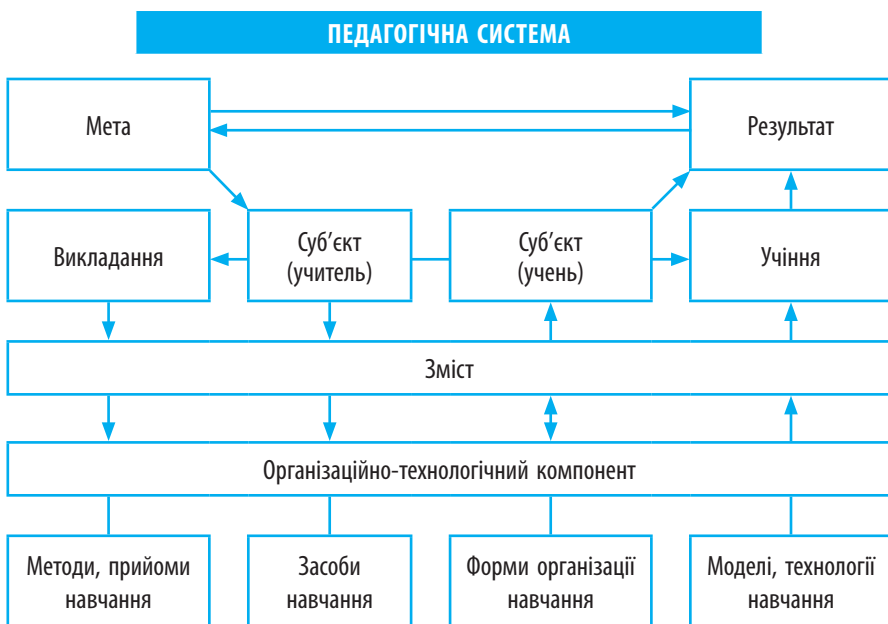 ПЕДАГОГІЧНА СИСТЕМА
Мета
Результат
Викладання
Суб’єкт
(учитель)
Суб’єкт
(учень)
Учіння
Зміст
Організаційно-технологічний компонент
Методи, прийоми
навчання
Засоби
навчання
Форми організації
навчання
Моделі, технології
навчання